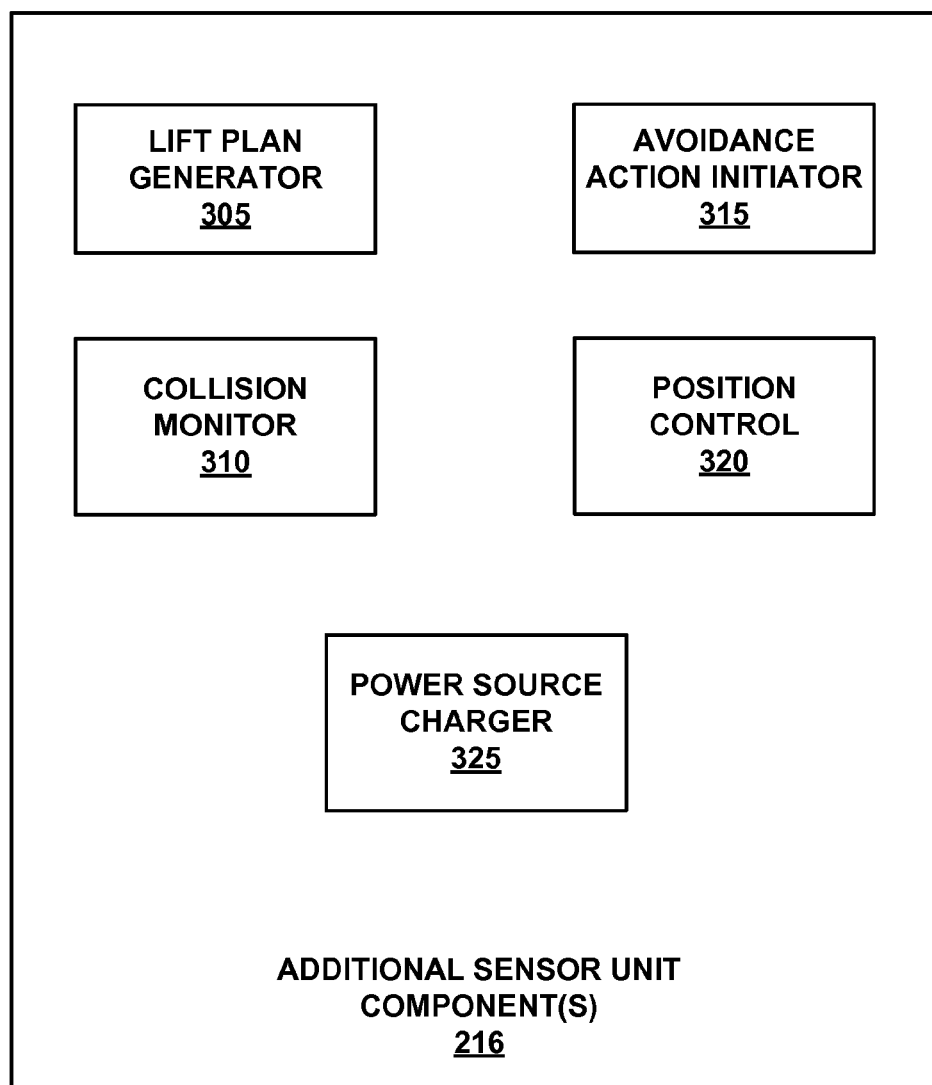 LIFT PLAN
GENERATOR
305
AVOIDANCE
ACTION INITIATOR
315
COLLISION
MONITOR
310
POSITION
CONTROL
320
POWER SOURCE
CHARGER
325
ADDITIONAL SENSOR UNIT
COMPONENT(S)
216